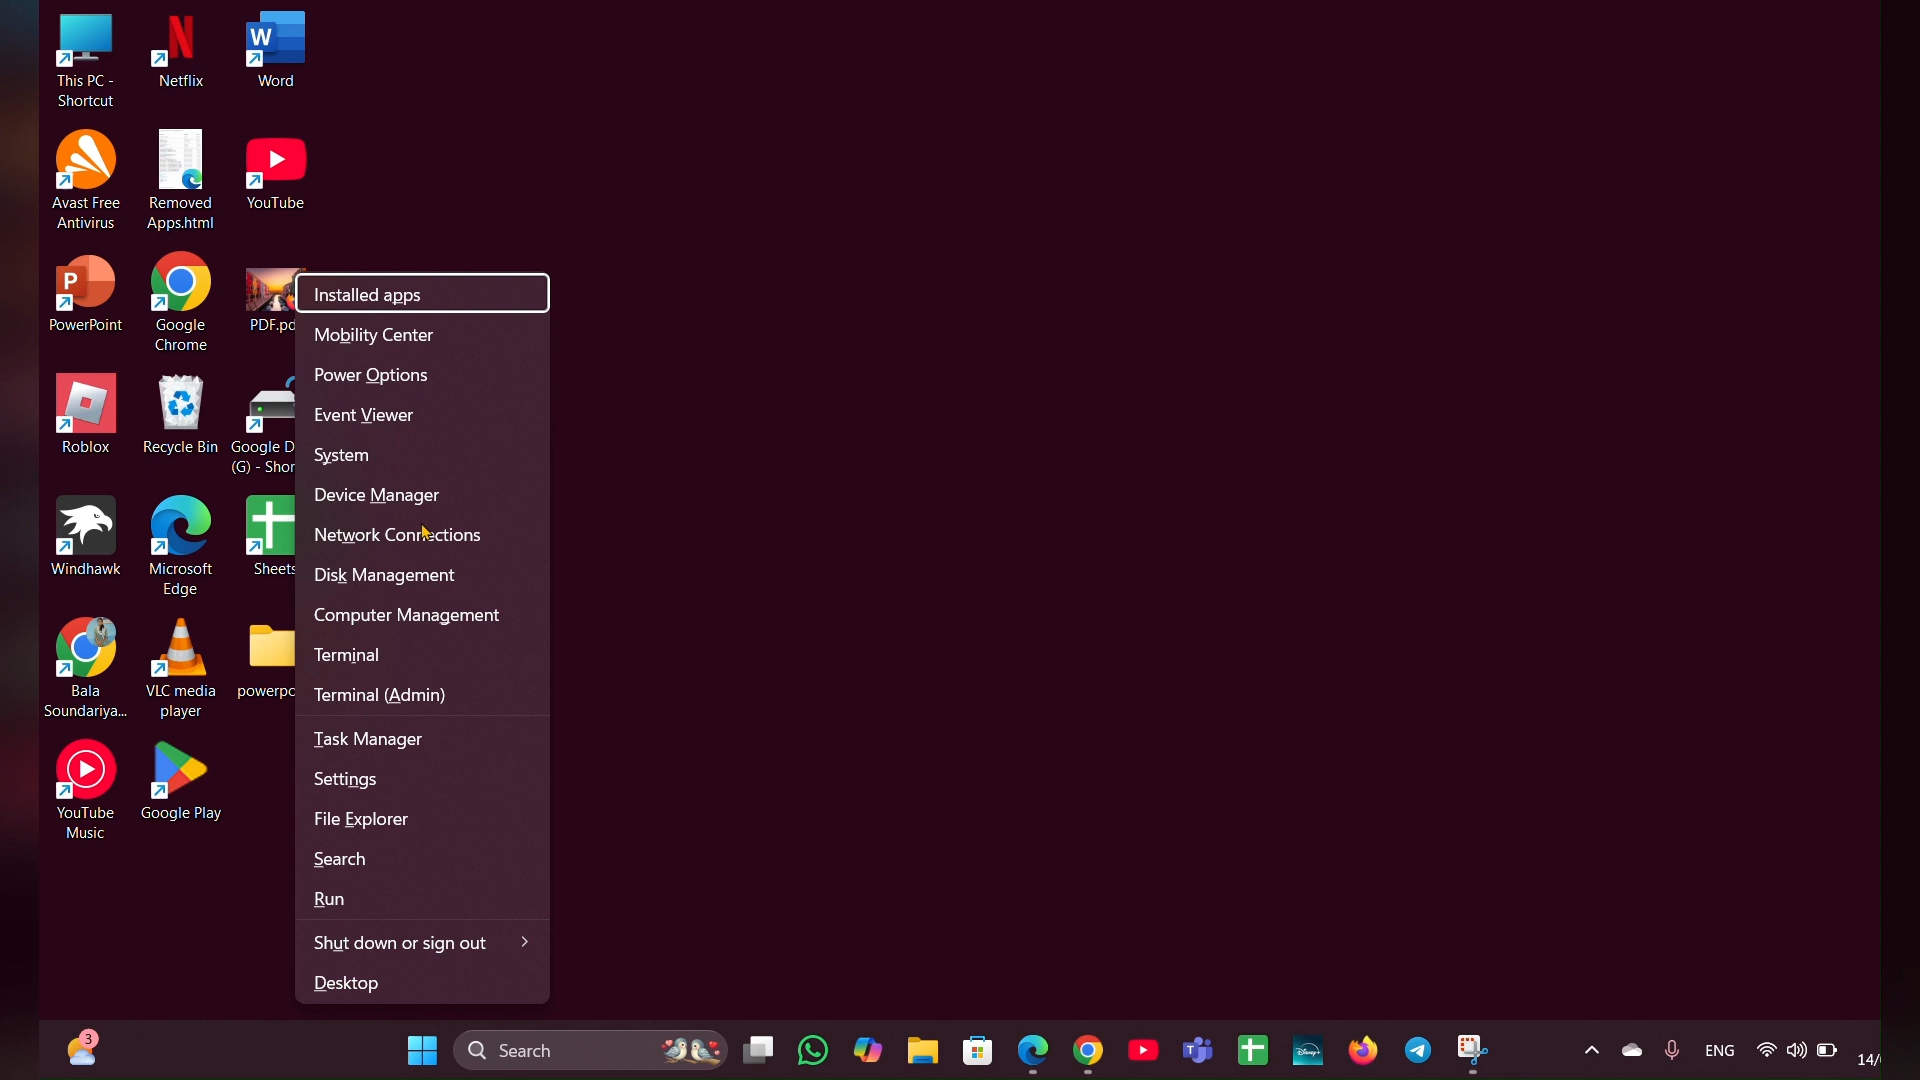 This PC -
Shortcut
Netflix
Word
Avast Free
Antivirus
Removed
Apps.html
YouTube
PowerPoint
Google
Chrome
PDF.pd
Roblox
Recycle Bin
Google D
(G) - Shor
Windhawk
Microsoft
Edge
Sheets
Bala
Soundariya...
VLC media
player
powerpo
YouTube
Music
Google Play
Installed apps
Mobility Center
Power Options
Event Viewer
System
Device Manager
Network Connections
Disk Management
Computer Management
Terminal
Terminal (Admin)
Task Manager
Settings
File Explorer
Search
Run
Shut down or sign out
Desktop
3
Search
ENG
14/